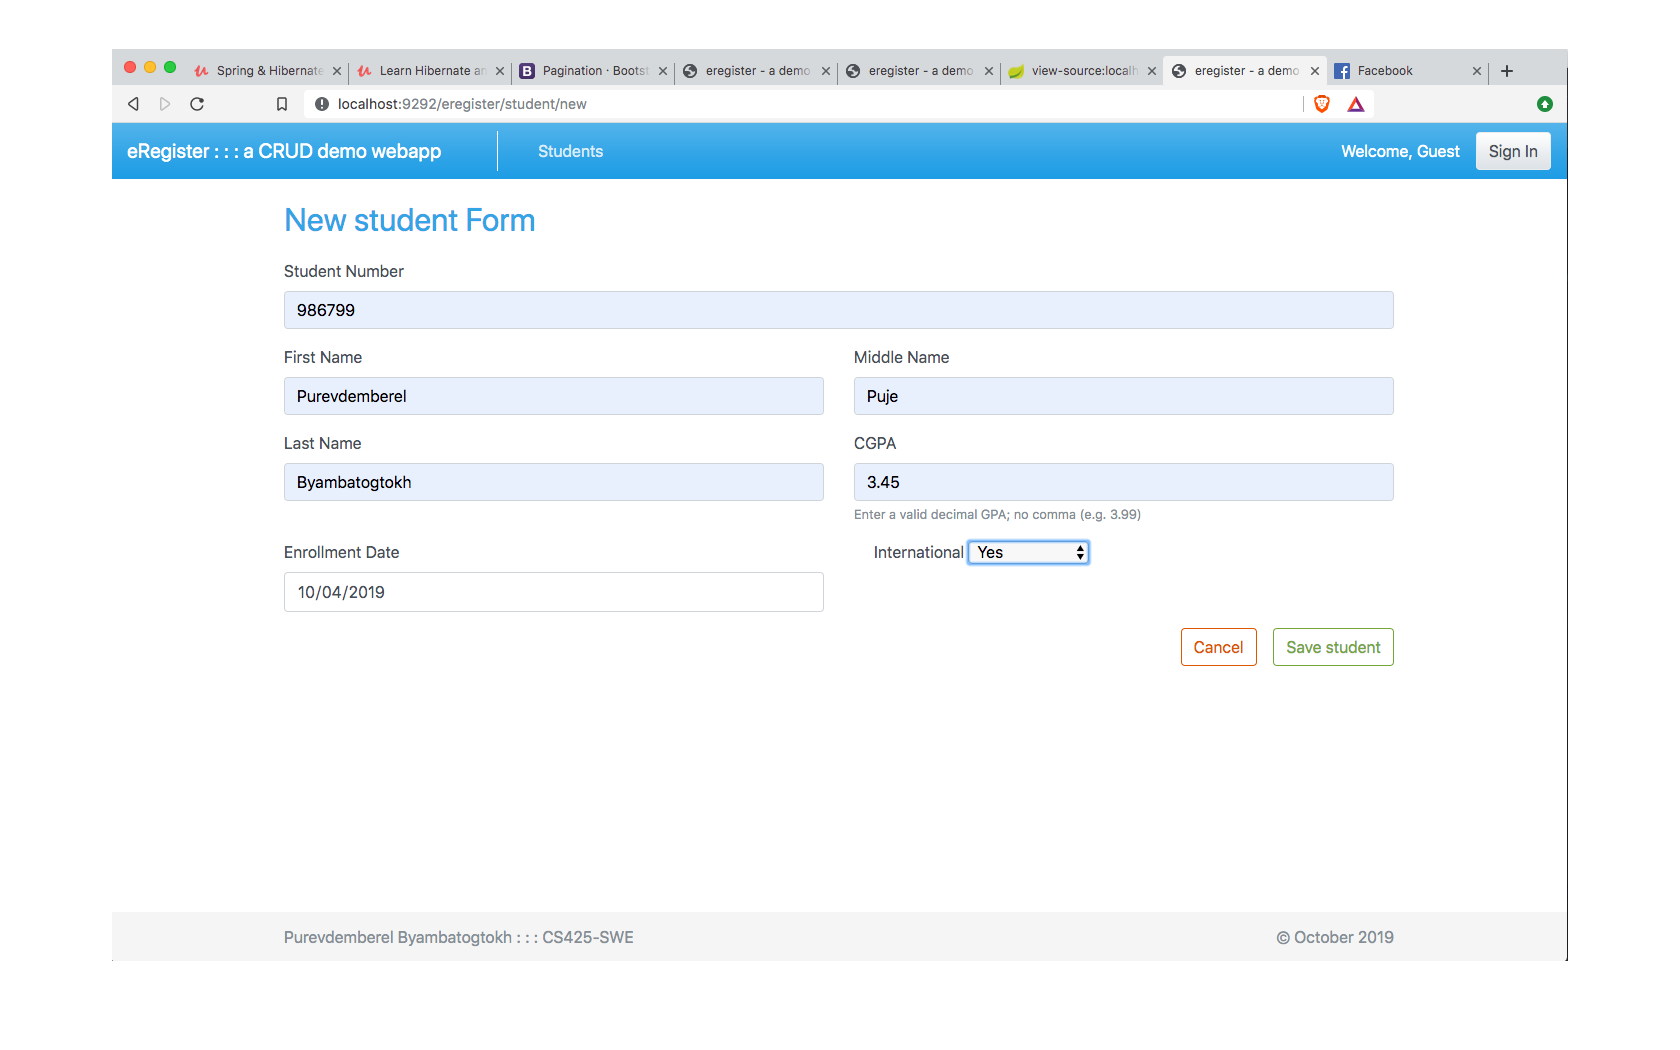 Spring & Hibernate
Learn Hibernate an
Pagination · Bootst
eregister - a demo
eregister - a demo
view-source:localh
eregister - a demo
Facebook
localhost:9292/eregister/student/new
eRegister : : : a CRUD demo webapp
Students
Welcome, Guest
Sign In
New student Form
Student Number
986799
First Name
Middle Name
Purevdemberel
Puje
Last Name
CGPA
Byambatogtokh
3.45
Enter a valid decimal GPA; no comma (e.g. 3.99)
Enrollment Date
International
Yes
10/04/2019
Cancel
Save student
Purevdemberel Byambatogtokh : : : CS425-SWE
© October 2019